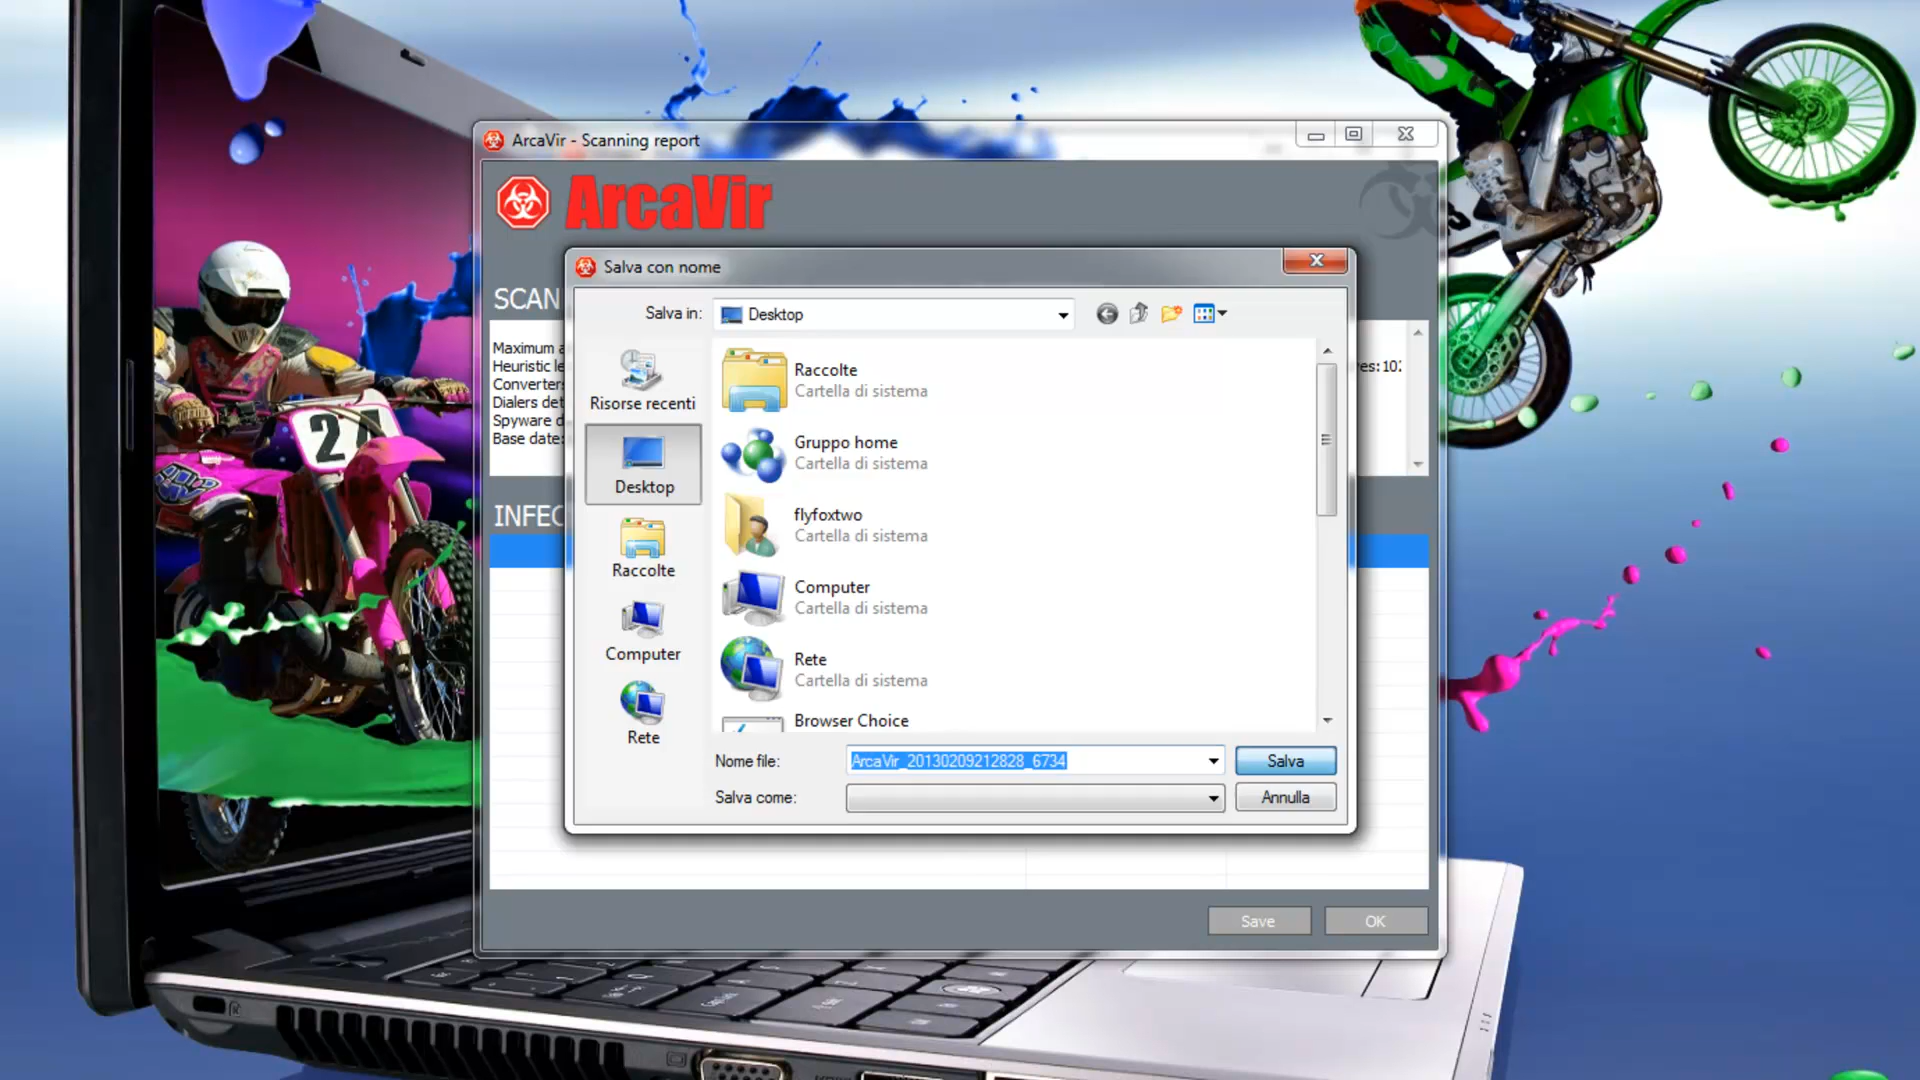 ArcaVir - Scanning report
ArcaVir
Salva con nome
SCAN
Salva in:
Desktop
Maximum a
Heuristic le
es: 10
Converter
Dialers det
Spyware d
Base date:
INFEC
Risorse recenti
Desktop
Raccolte
Computer
Rete
Raccolte
Cartella di sistema
Gruppo home
Cartella di sistema
flyfoxtwo
Cartella di sistema
Computer
Cartella di sistema
Rete
Cartella di sistema
Browser Choice
Nome file:
ArcaVir_20130209212828_6734
Salva
Salva come:
Annulla
Save
OK
24